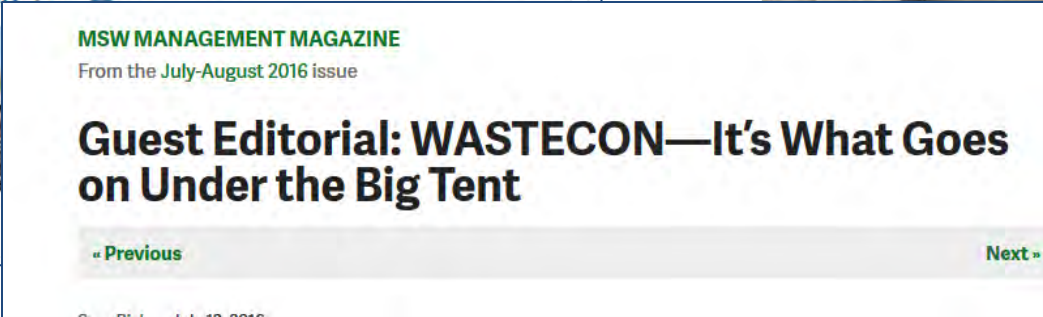 MSW MANAGEMENT MAGAZINE
From the July-August 2016 issue
Guest Editorial: WASTECON—It's What Goes
on Under the Big Tent
« Previous Next »